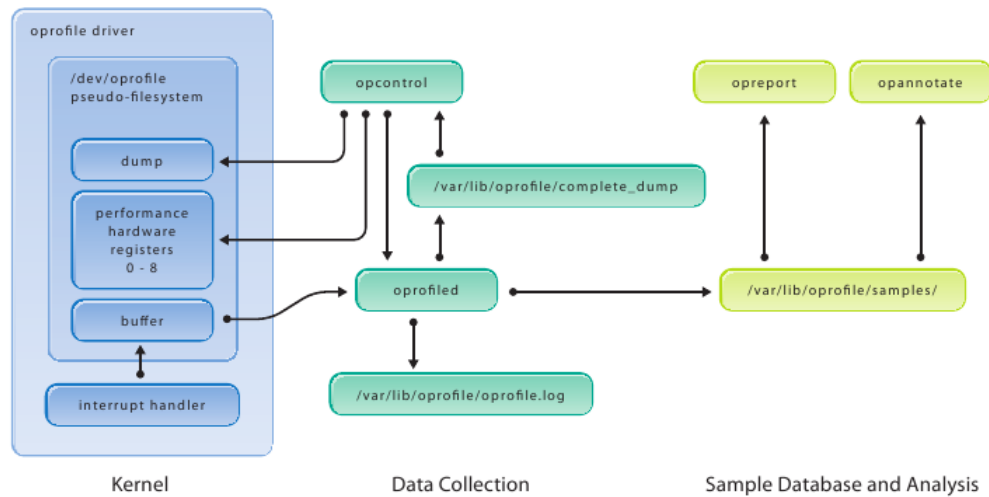 oprofile driver
/dev/oprofile
pseudo-filesystem
dump
performance
hardware
registers
0 - 8
buffer
interrupt handler
Kernel
opcontrol
/var/lib/oprofile/complete_dump
oprofiled
/var/lib/oprofile/oprofile.log
Data Collection
opreport
opannotate
/var/lib/oprofile/samples/
Sample Database and Analysis